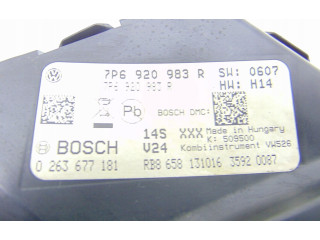 7P6 920 983 R SW: 0607
7P6 920 983 R HW: H14
Pb BOSCH DMC:
14S XXX Made in Hungary
K: 509500
BOSCH V24 Kombiinstrument VW526
0 263 677 181 RB8 658 131016 3592 0087